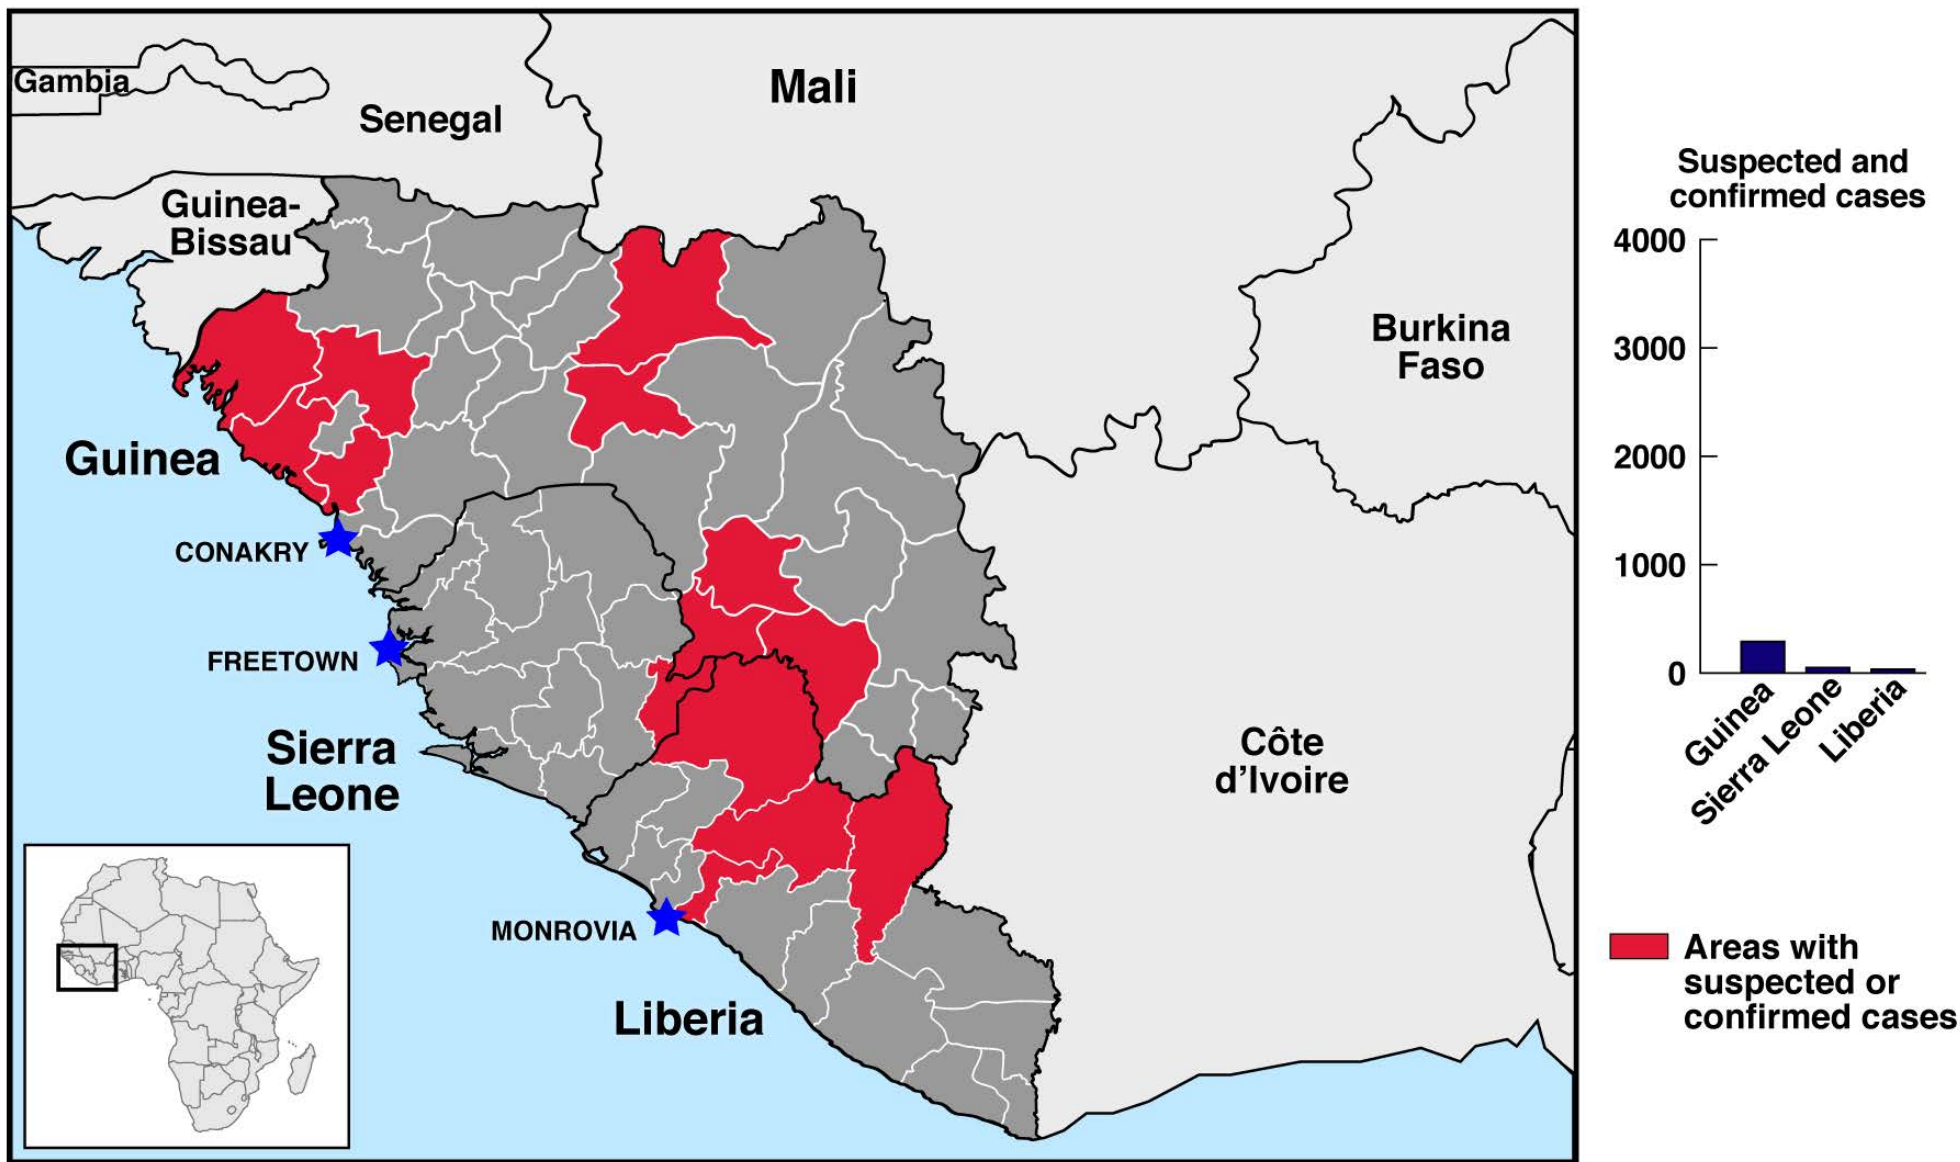 Gambia
Senegal
Mali
Guinea-
Bissau
Burkina
Faso
Guinea
CONAKRY
FREETOWN
Sierra
Leone
Côte
d'Ivoire
MONROVIA
Liberia
Suspected and
confirmed cases
4000
3000
2000
1000
0
Guinea
Sierra Leone
Liberia
Areas with
suspected or
confirmed cases